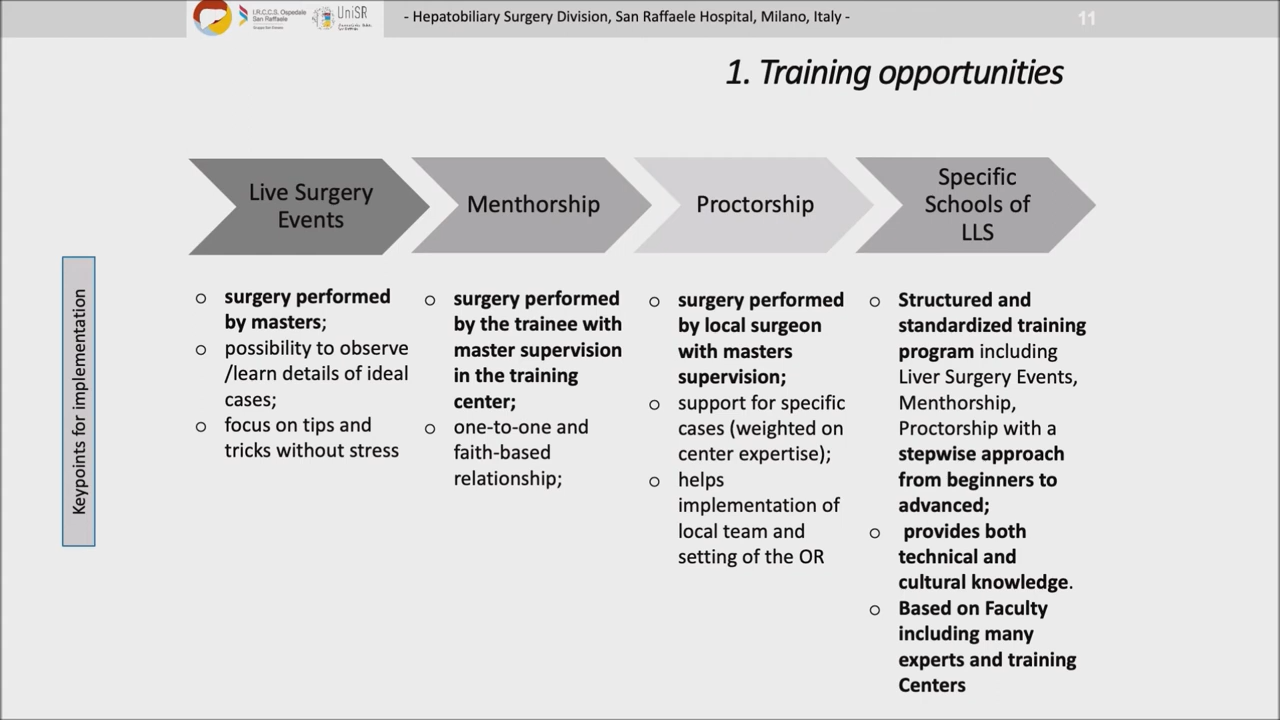 I.R.C.C.S. Ospedale
San Raffaele
UniSR
- Hepatobiliary Surgery Division, San Raffaele Hospital, Milano, Italy -
11
1. Training opportunities
Live Surgery
Events
Menthorship
Proctorship
Specific
Schools of
LLS
Keypoints for implementation
o surgery performed
by masters;
o possibility to observe
/learn details of ideal
cases;
o focus on tips and
tricks without stress
o surgery performed
by the trainee with
master supervision
in the training
center;
o one-to-one and
faith-based
relationship;
o surgery performed
by local surgeon
with masters
supervision;
o support for specific
cases (weighted on
center expertise);
o helps
implementation of
local team and
setting of the OR
o Structured and
standardized training
program including
Liver Surgery Events,
Menthorship,
Proctorship with a
stepwise approach
from beginners to
advanced;
o provides both
technical and
cultural knowledge.
o Based on Faculty
including many
experts and training
Centers